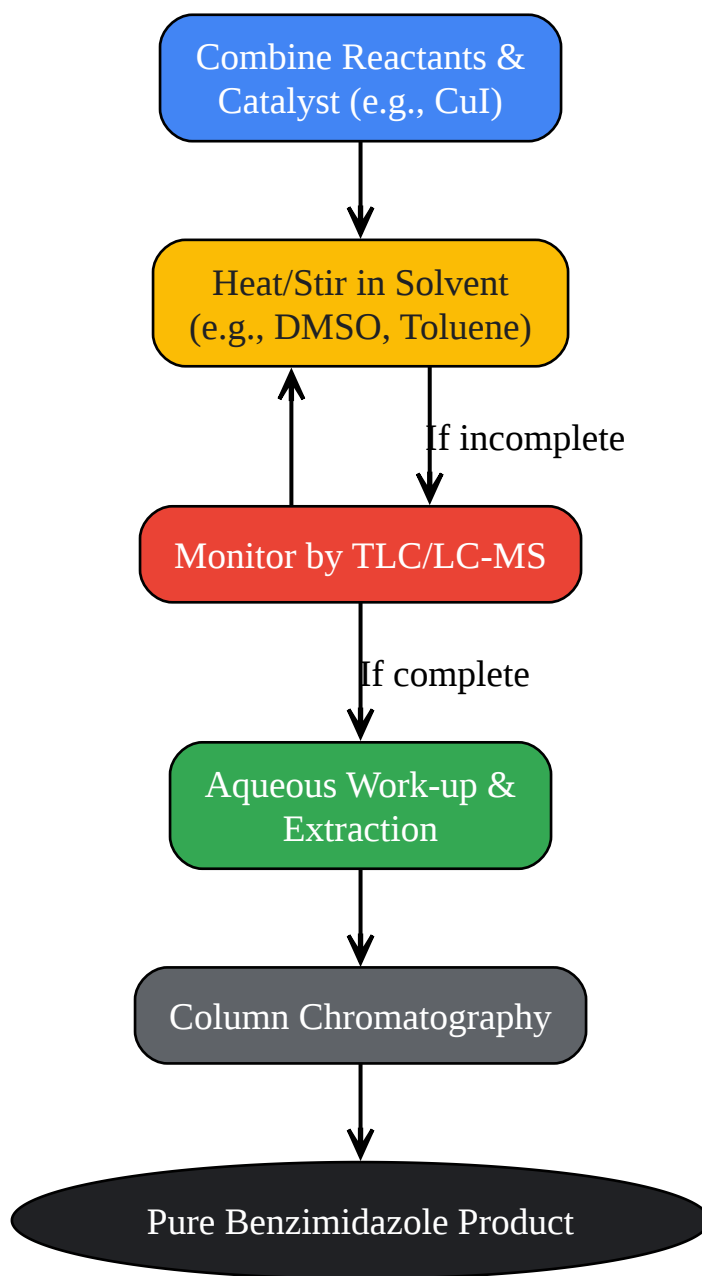 Combine Reactants &
Catalyst (e.g., CuI)
Heat/Stir in Solvent
(e.g., DMSO, Toluene)
If incomplete
Monitor by TLC/LC-MS
If complete
Aqueous Work-up &
Extraction
Column Chromatography
Pure Benzimidazole Product